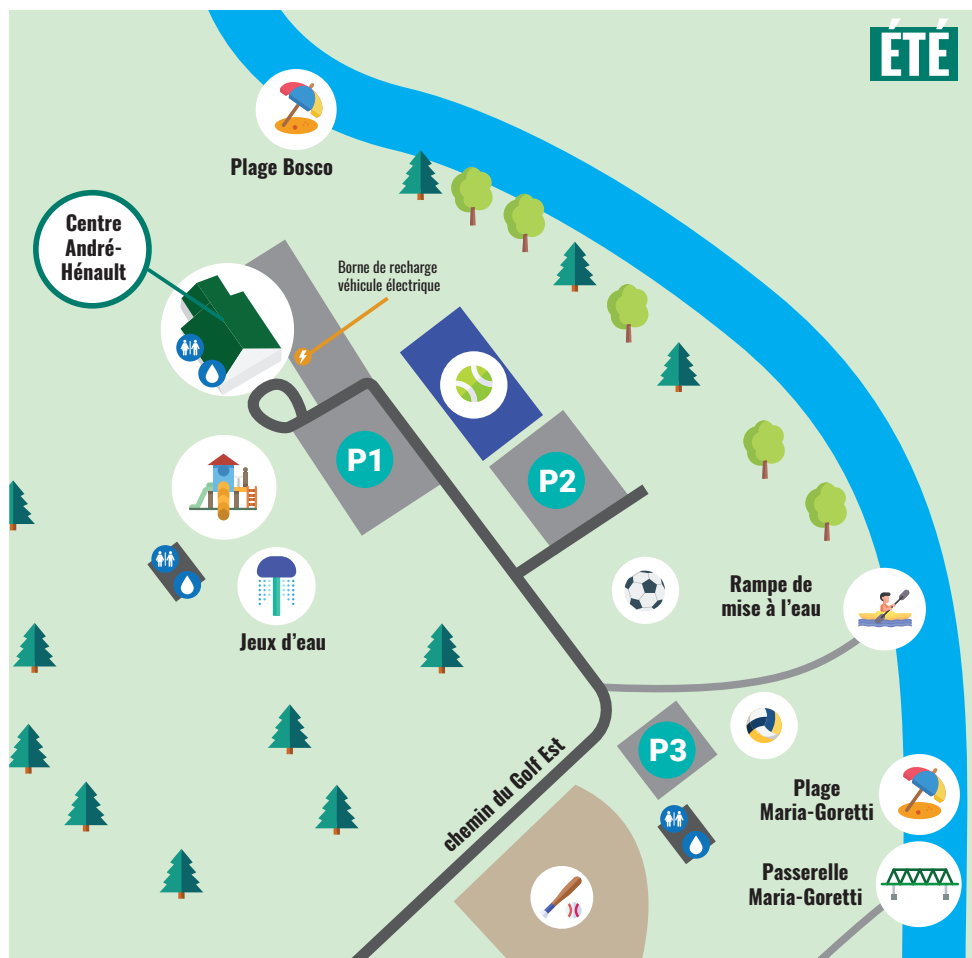 ÉTÉ
Plage Bosco
Centre
André-
Hénault
Borne de recharge
véhicule électrique
P1
P2
Jeux d’eau
Rampe de
mise à l’eau
P3
chemin du Golf Est
Plage
Maria-Goretti
Passerelle
Maria-Goretti